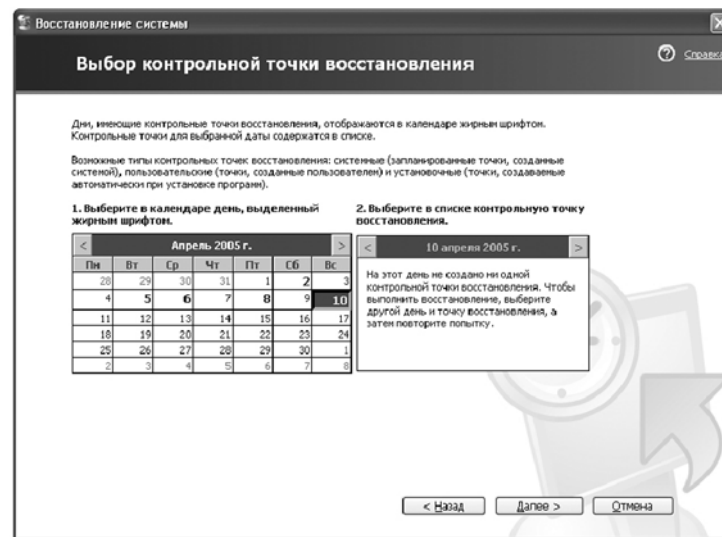 Восстановление системы
Выбор контрольной точки восстановления
Справка
Дни, имеющие контрольные точки восстановления, отображаются в календаре жирным шрифтом.
Контрольные точки для выбранной даты содержатся в списке.
Возможные типы контрольных точек восстановления: системные (запланированные точки, созданные
системой), пользовательские (точки, созданные пользователем) и установочные (точки, создаваемые
автоматически при установке программ).
1. Выберите в календаре день, выделенный
жирным шрифтом.
< Апрель 2005 г. >
Пн Вт Ср Чт Пт Сб Вс
28 29 30 31 1 2 3
4 5 6 7 8 9 10
11 12 13 14 15 16 17
18 19 20 21 22 23 24
25 26 27 28 29 30 1
2 3 4 5 6 7 8
2. Выберите в списке контрольную точку
восстановления.
< 10 апреля 2005 г. >
На этот день не создано ни одной
контрольной точки восстановления. Чтобы
выполнить восстановление, выберите
другой день и точку восстановления, а
затем повторите попытку.
< Назад Далее > Отмена